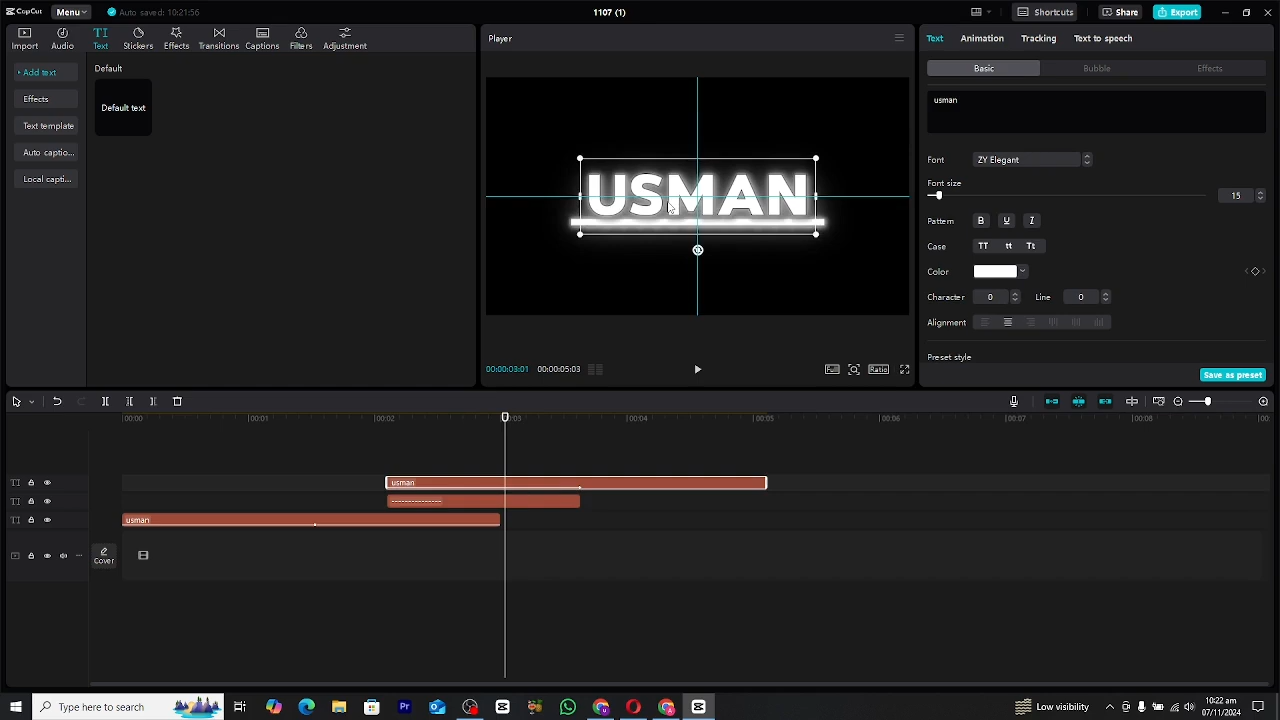 CapCut
Menu
Auto saved: 10:21:56
1107 (1)
Shortcuts
Share
Export
Import
Audio
TI
Text
Stickers
Effects
Transitions
Captions
Filters
Adjustment
Add text
Effects
Text template
Auto captio...
Local capti...
Default
Default text
Player
USMAN
00:00:03:01
00:00:05:03
Full
Ratio
Text
Animation
Tracking
Text to speech
Basic
Bubble
Effects
usman
Font
ZY Elegant
Font size
15
Pattern
B
U
I
Case
TT
tt
Tt
Color
Character
0
Line
0
Alignment
Preset style
Save as preset
00:00
00:01
00:02
00:03
00:04
00:05
00:06
00:07
00:08
usman
----------------
usman
Cover
Type here to search
Pr
Low visibility
10:22 am
07/11/2024